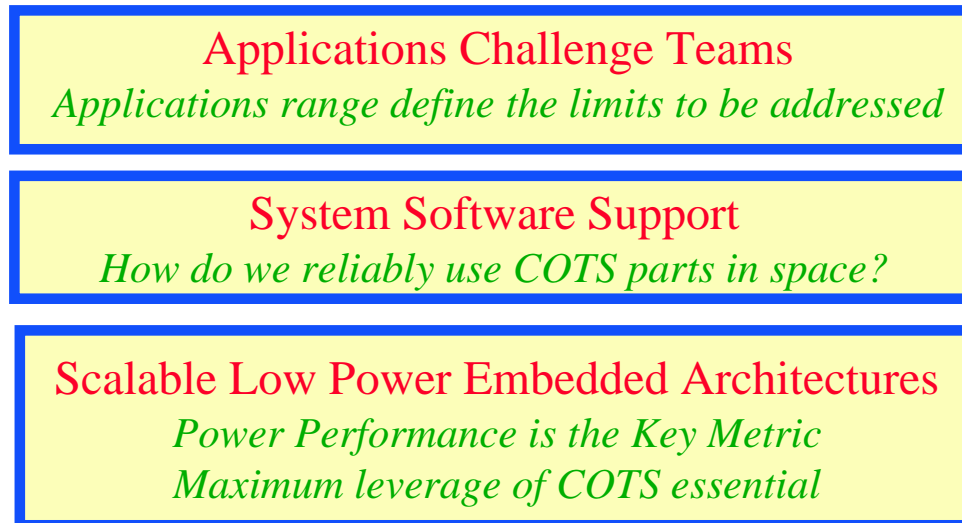 Applications Challenge Teams
Applications range define the limits to be addressed
System Software Support
How do we reliably use COTS parts in space?
Scalable Low Power Embedded Architectures
Power Performance is the Key Metric
Maximum leverage of COTS essential